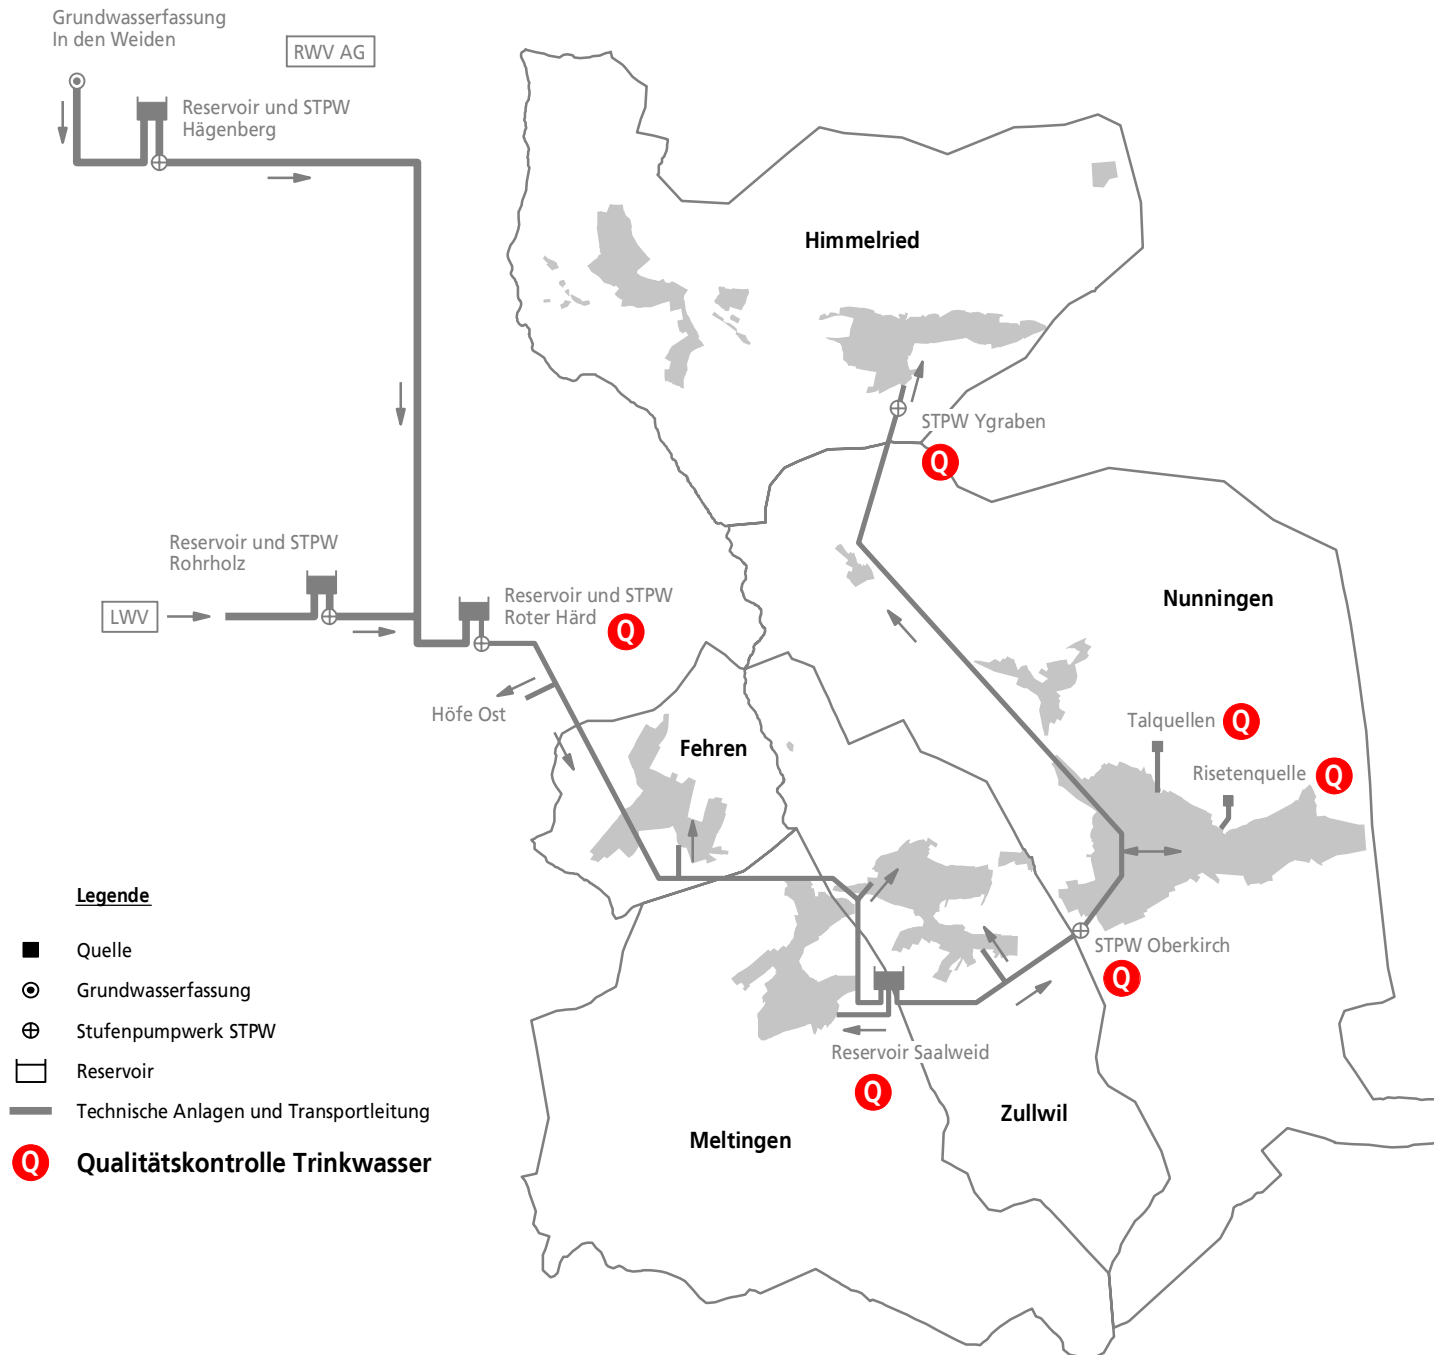 Grundwasserfassung
In den Weiden
RWV AG
Reservoir und STPW
Hägenberg
Himmelried
STPW Ygraben
Q
Reservoir und STPW
Rohrholz
LWV
Reservoir und STPW
Roter Härd
Q
Nunningen
Höfe Ost
Fehren
Talquellen Q
Risetenquelle Q
STPW Oberkirch
Q
Reservoir Saalweid
Q
Zullwil
Meltingen
Legende
Quelle
Grundwasserfassung
Stufenpumpwerk STPW
Reservoir
Technische Anlagen und Transportleitung
Q Qualitätskontrolle Trinkwasser